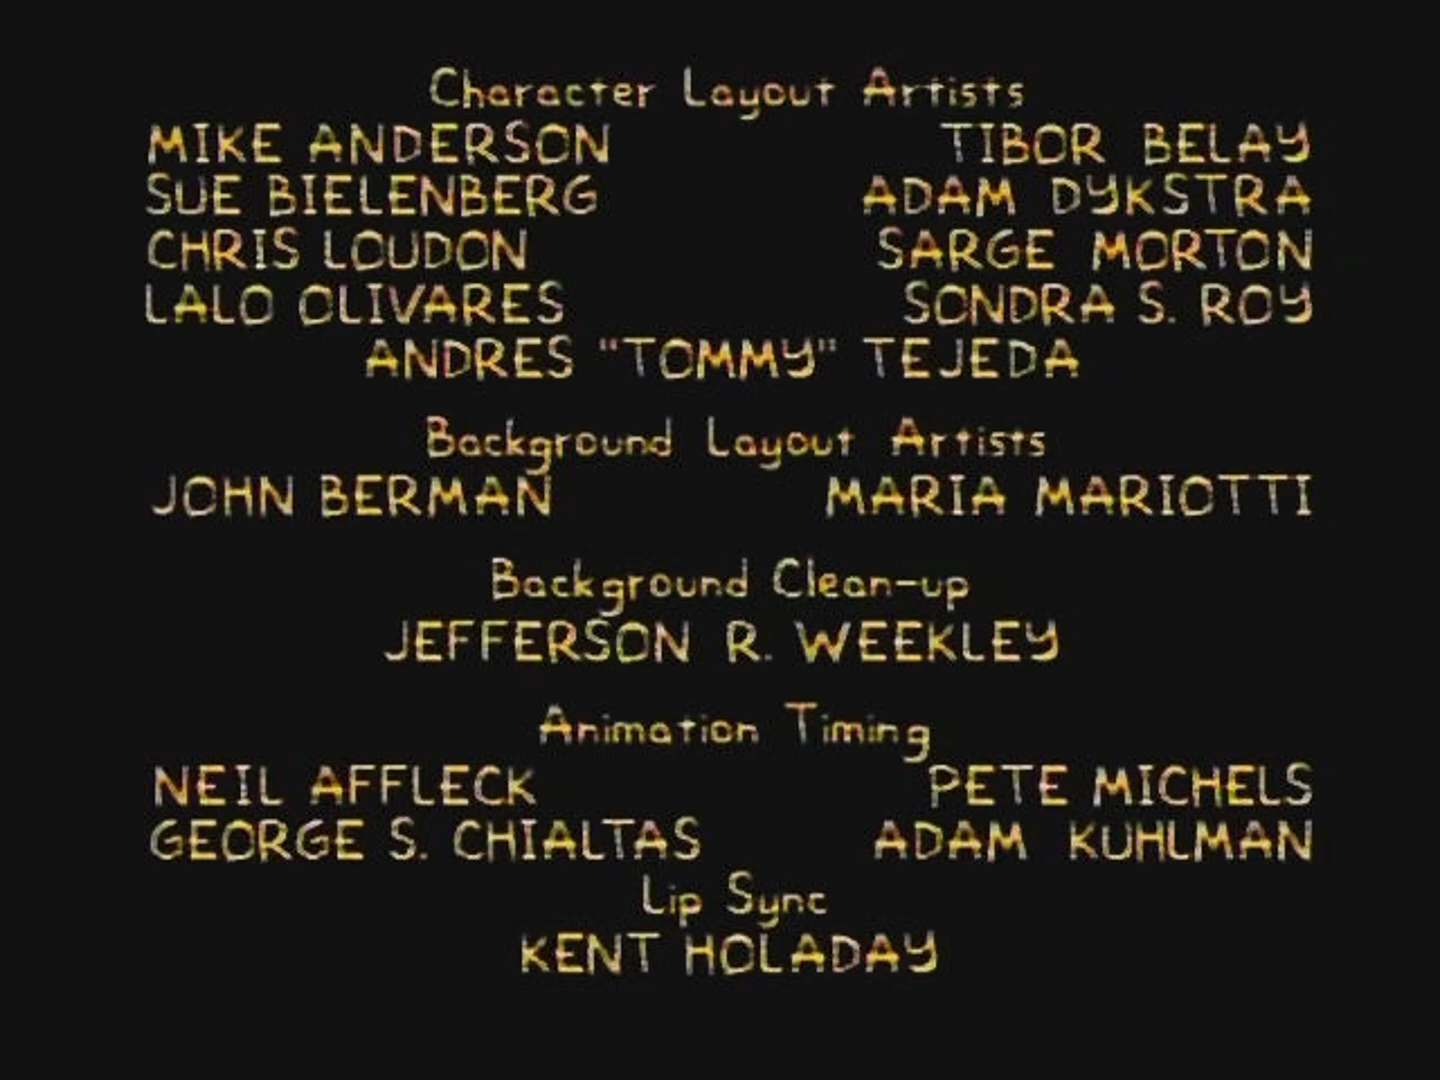 Character Layout Artists
MIKE ANDERSON TIBOR BELAY
SUE BIELENBERG ADAM DYKSTRA
CHRIS LOUDON SARGE MORTON
LALO OLIVARES SONDRA S. ROY
ANDRES "TOMMY" TEJEDA
Background Layout Artists
JOHN BERMAN MARIA MARIOTTI
Background Clean-up
JEFFERSON R. WEEKLEY
Animation Timing
NEIL AFFLECK PETE MICHELS
GEORGE S. CHIALTAS ADAM KUHLMAN
Lip Sync
KENT HOLADAY